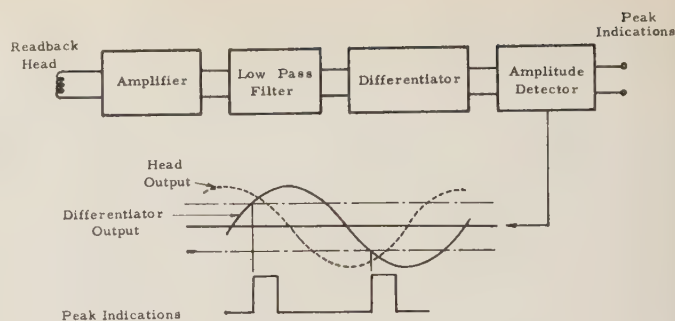 Peak
Indications
Readback
Head
Amplifier
Low Pass
Filter
Differentiator
Amplitude
Detector
Head
Output
Differentiator
Output
Peak Indications